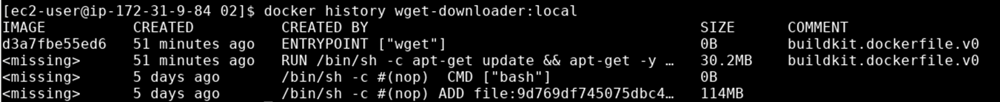 [ec2-user@ip-172-31-9-84 02]$ docker history wget-downloader:local
IMAGE CREATED CREATED BY SIZE COMMENT
d3a7fbe55ed6 51 minutes ago ENTRYPOINT ["wget"] 0B buildkit.dockerfile.v0
<missing> 51 minutes ago RUN /bin/sh -c apt-get update && apt-get -y … 30.2MB buildkit.dockerfile.v0
<missing> 5 days ago /bin/sh -c #(nop) CMD ["bash"] 0B
<missing> 5 days ago /bin/sh -c #(nop) ADD file:9d769df745075dbc4… 114MB